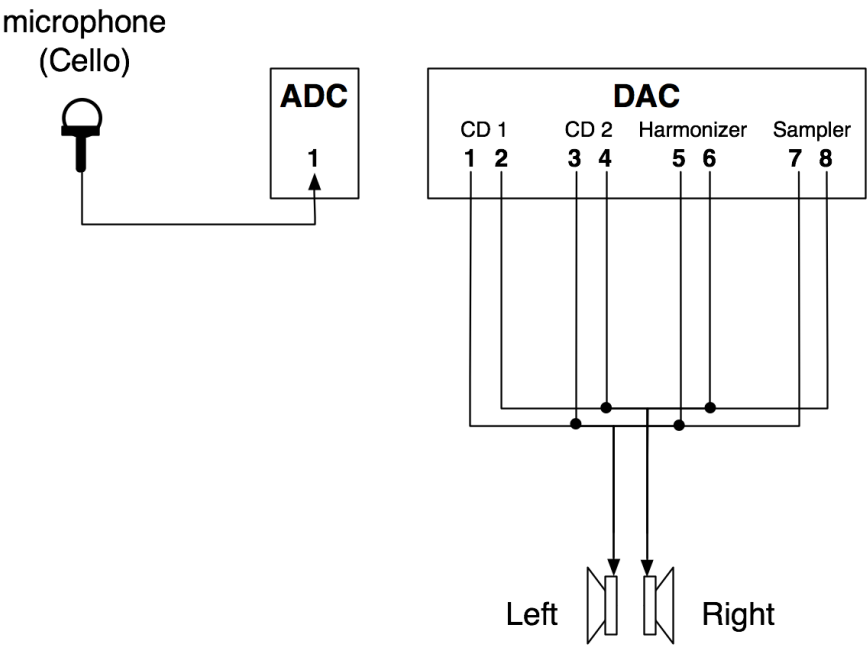 microphone
(Cello)
ADC
1
DAC
CD 1 CD 2 Harmonizer Sampler
1 2 3 4 5 6 7 8
Left Right